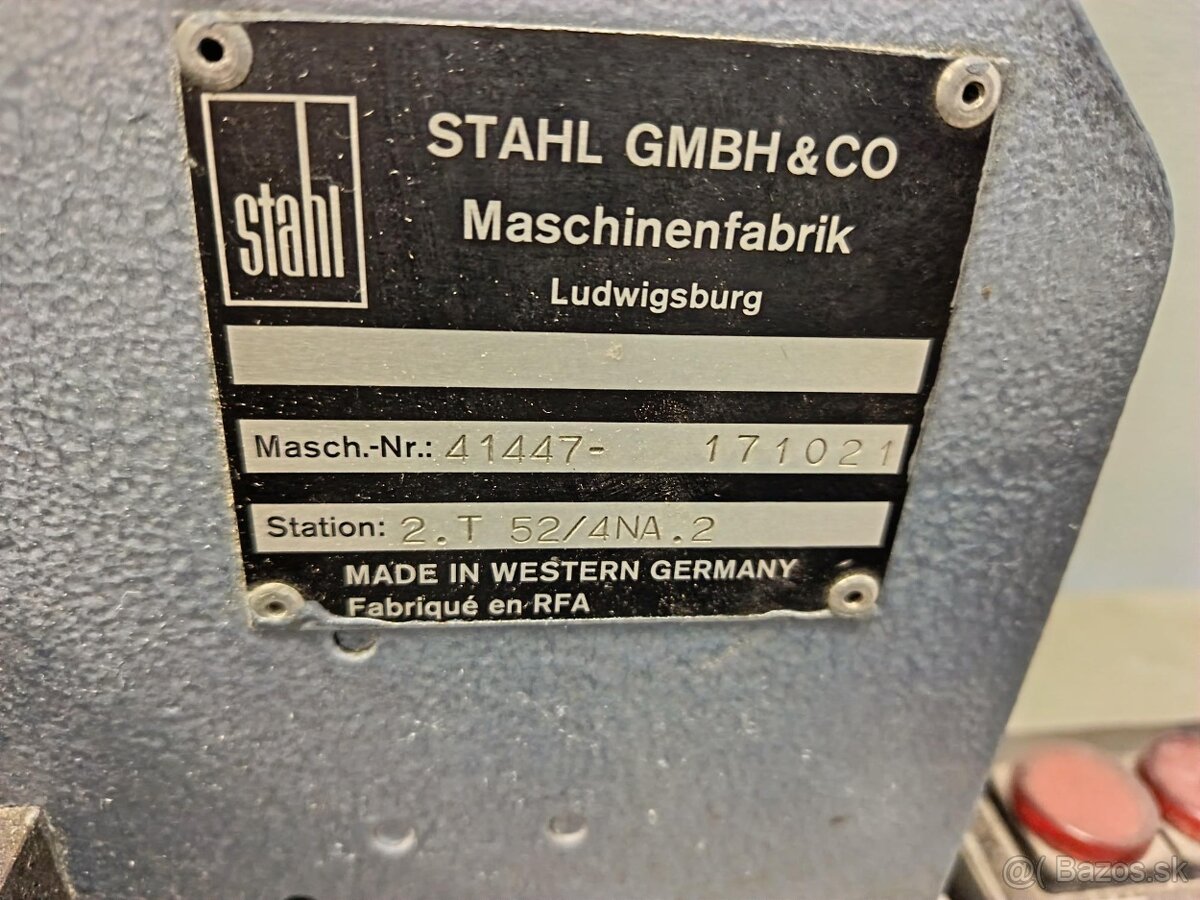 stahl
STAHL GMBH & CO
Maschinenfabrik
Ludwigsburg
Masch.-Nr.: 41447- 171021
Station: 2.T 52/4NA.2
MADE IN WESTERN GERMANY
Fabriqué en RFA
@( Bazos.sk